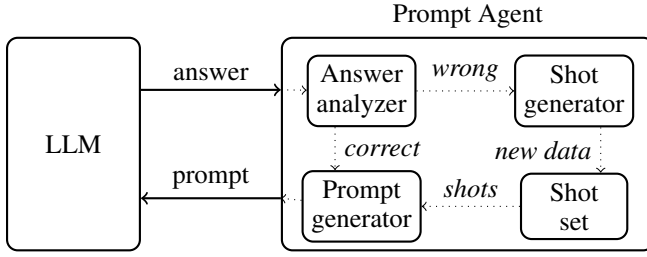 Prompt Agent
LLM
answer
prompt
Answer
analyzer
wrong
Shot
generator
correct
new data
Prompt
generator
shots
Shot
set